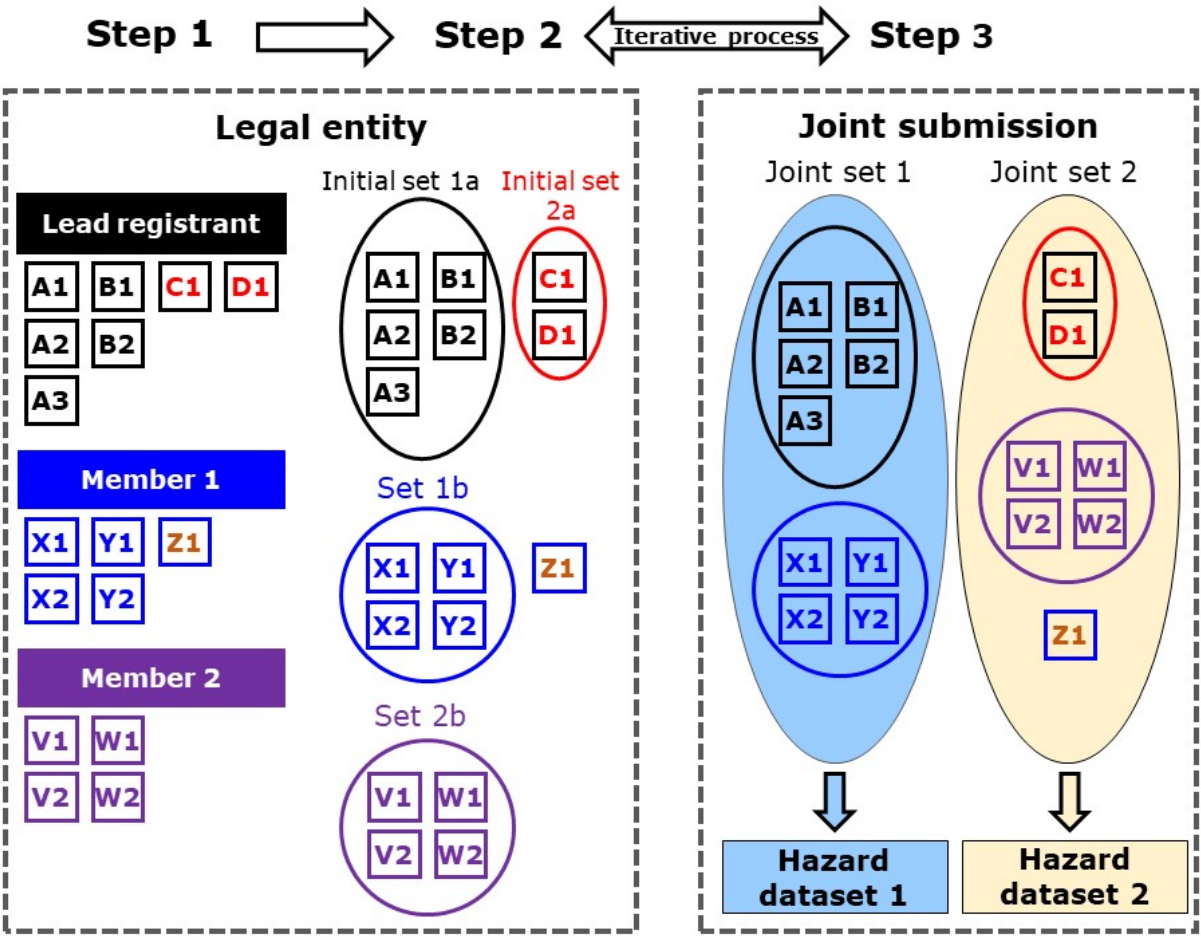 Step 1
Step 2
Iterative process
Step 3
Legal entity
Lead registrant
A1 B1 C1 D1
A2 B2
A3
Member 1
X1 Y1 Z1
X2 Y2
Member 2
V1 W1
V2 W2
Initial set 1a
A1 B1
A2 B2
A3
Initial set
2a
C1
D1
Set 1b
X1 Y1
X2 Y2
Z1
Set 2b
V1 W1
V2 W2
Joint submission
Joint set 1
A1 B1
A2 B2
A3
X1 Y1
X2 Y2
Hazard
dataset 1
Joint set 2
C1
D1
V1 W1
V2 W2
Z1
Hazard
dataset 2